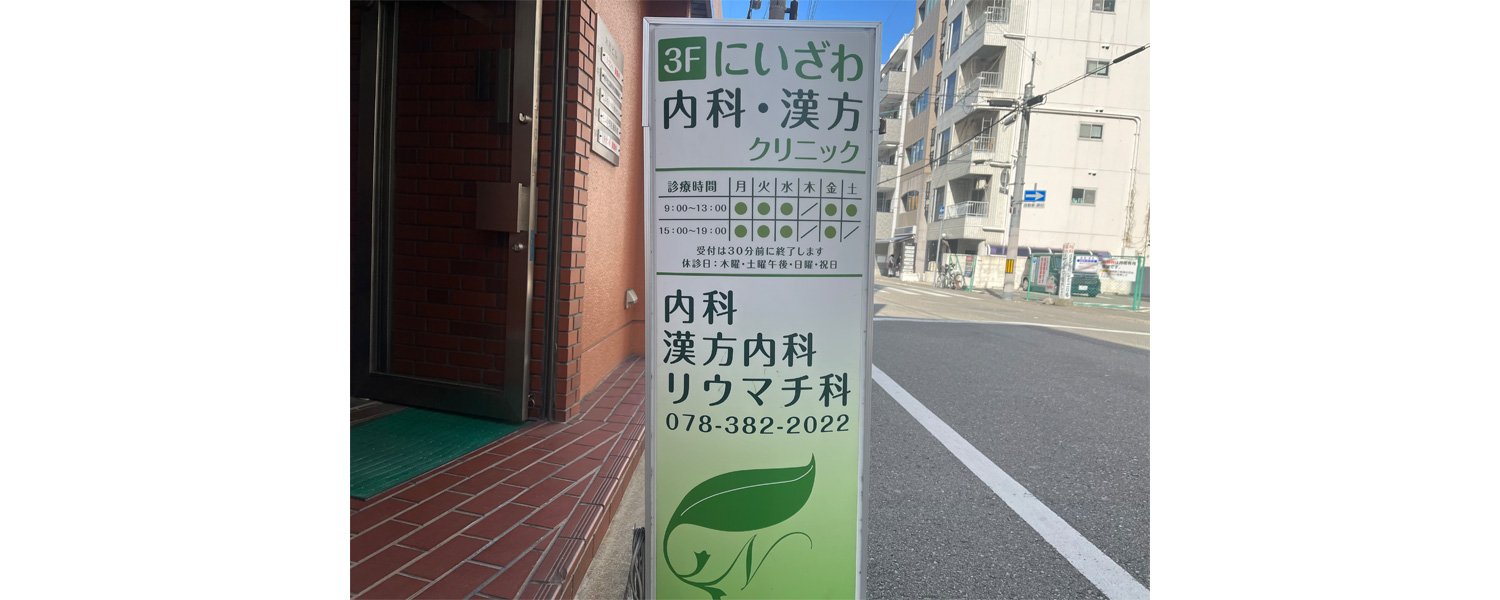 3F にいざわ
内科・漢方
クリニック
診療時間 月 火 水 木 金 土
9:00~13:00 ● ● ● / ● ●
15:00~19:00 ● ● ● / ● /
受付は30分前に終了します
休診日:木曜・土曜午後・日曜・祝日
内科
漢方内科
リウマチ科
078-382-2022
N